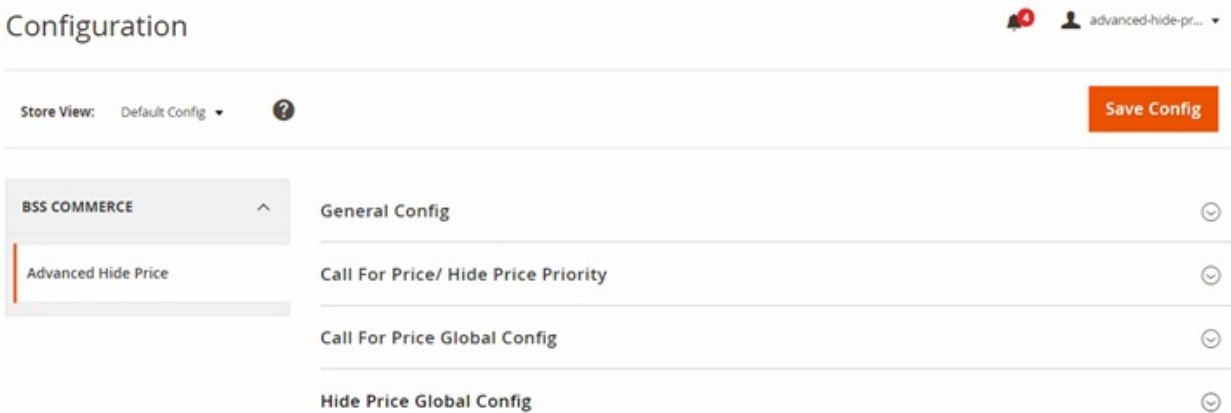 Configuration
4
advanced-hide-pr...
Store View: Default Config
?
Save Config
BSS COMMERCE
Advanced Hide Price
General Config
Call For Price/ Hide Price Priority
Call For Price Global Config
Hide Price Global Config